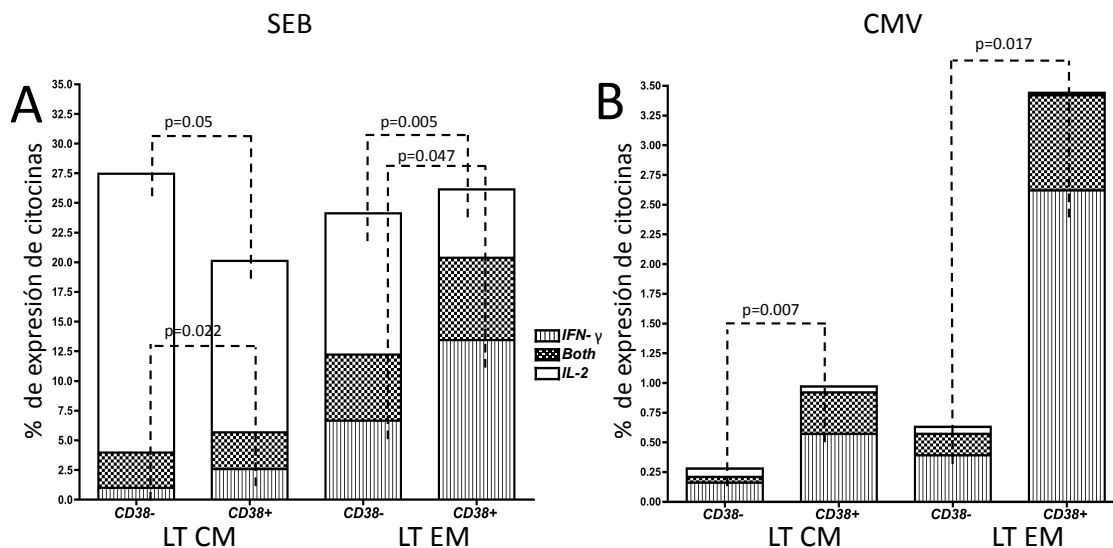 SEB
CMV
A
% de expresión de citocinas
35.0
32.5
30.0
27.5
25.0
22.5
20.0
17.5
15.0
12.5
10.0
7.5
5.0
2.5
0.0
p=0.05
p=0.022
p=0.005
p=0.047
CD38-
CD38+
CD38-
CD38+
LT CM
LT EM
IFN- γ
Both
IL-2
B
% de expresión de citocinas
3.50
3.25
3.00
2.75
2.50
2.25
2.00
1.75
1.50
1.25
1.00
0.75
0.50
0.25
0.00
p=0.007
p=0.017
CD38-
CD38+
CD38-
CD38+
LT CM
LT EM